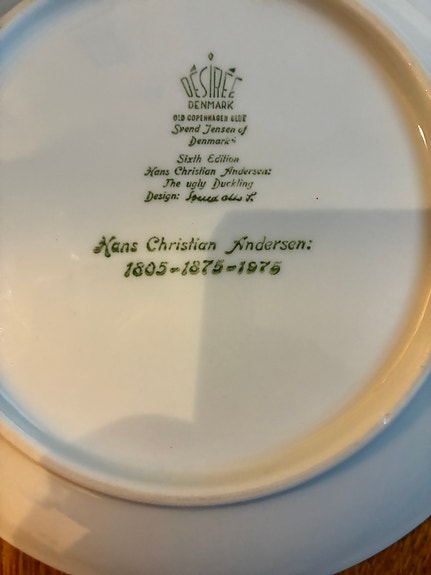 DÉSIRÉE
DENMARK
OLD COPENHAGEN BLUE
Svend Jensen of
Denmark
Sixth Edition
Hans Christian Andersen:
The ugly Duckling
Design:
Hans Christian Andersen:
1805-1875-1975